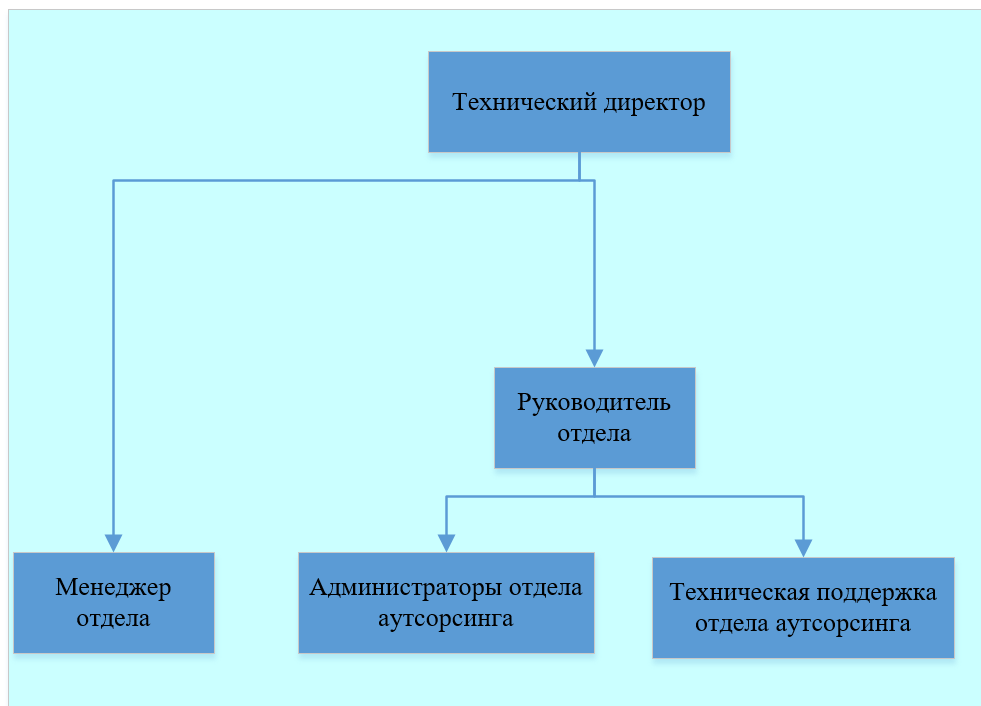 Технический директор
Руководитель
отдела
Менеджер
отдела
Администраторы отдела
аутсорсинга
Техническая поддержка
отдела аутсорсинга